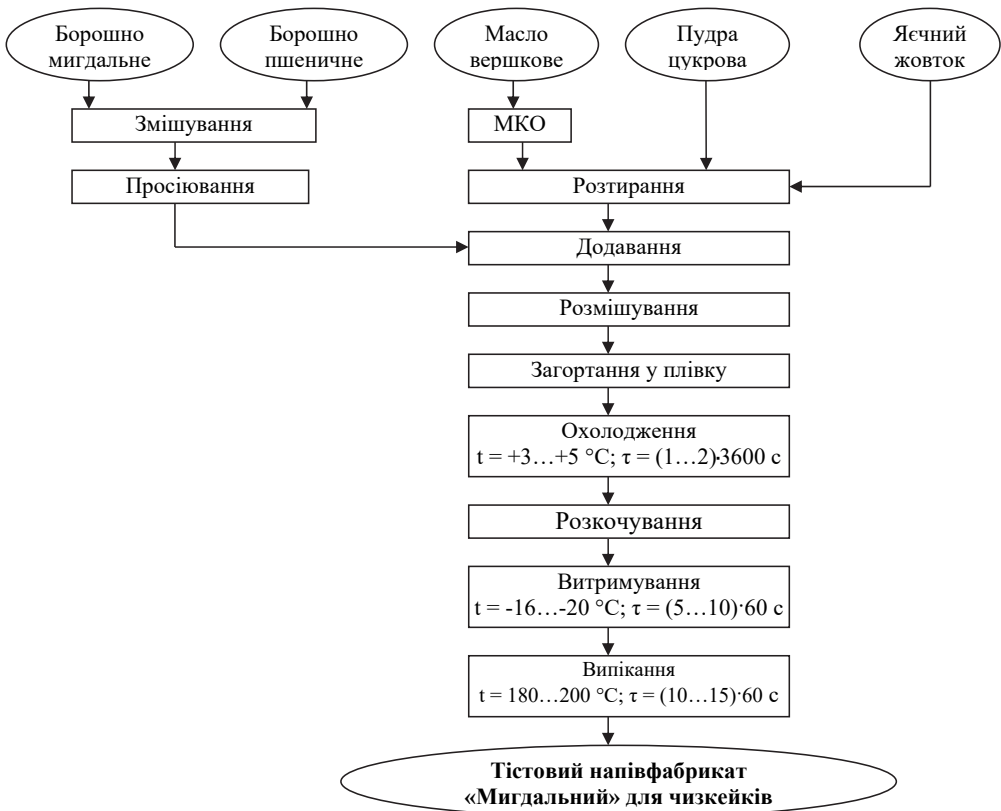 Борошно
мигдальне
Борошно
пшеничне
Масло
вершкове
Пудра
цукрова
Яєчний
жовток
Змішування
МКО
Просіювання
Розтирання
Додавання
Розмішування
Загортання у плівку
Охолодження
t = +3…+5 °C; τ = (1…2)·3600 с
Розкочування
Витримування
t = -16…-20 °C; τ = (5…10)·60 с
Випікання
t = 180…200 °C; τ = (10…15)·60 с
Тістовий напівфабрикат
«Мигдальний» для чизкейків